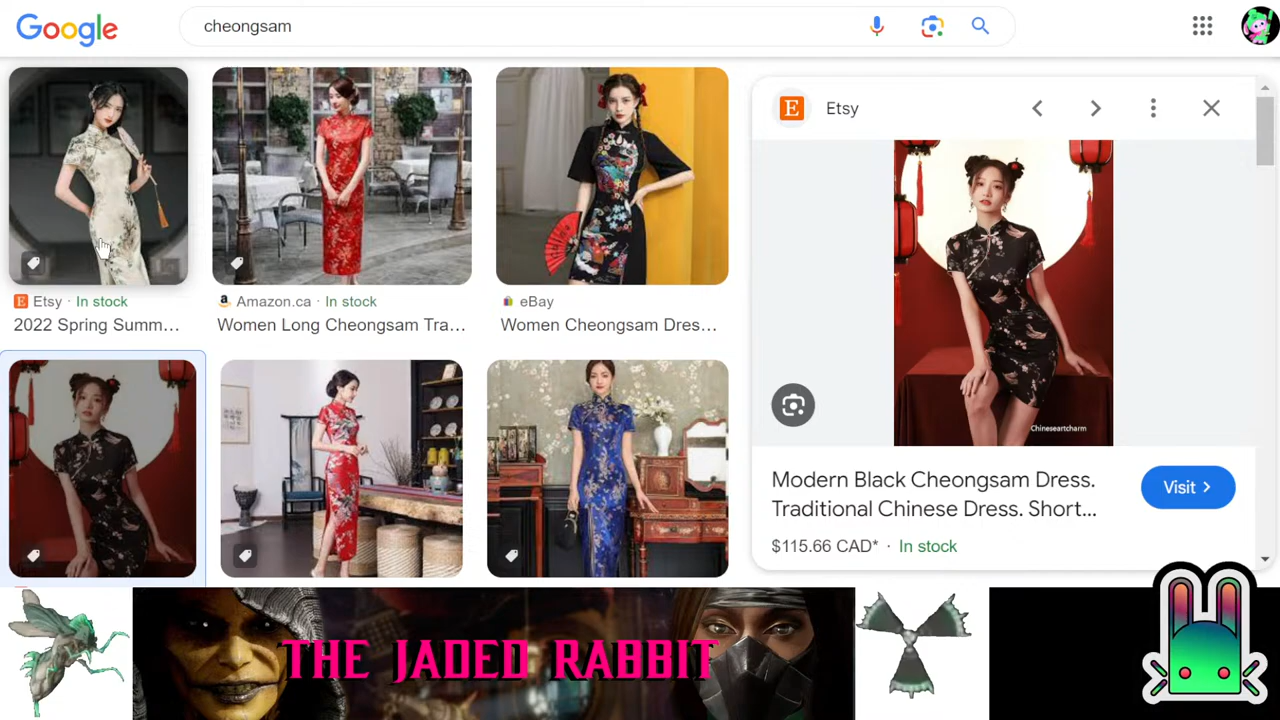 Google
cheongsam
Etsy
Etsy · In stock
2022 Spring Summ...
Amazon.ca · In stock
Women Long Cheongsam Tra...
eBay
Women Cheongsam Dres...
Chineseartcharm
Modern Black Cheongsam Dress.
Traditional Chinese Dress. Short...
Visit
$115.66 CAD* · In stock
THE JADED RABBIT